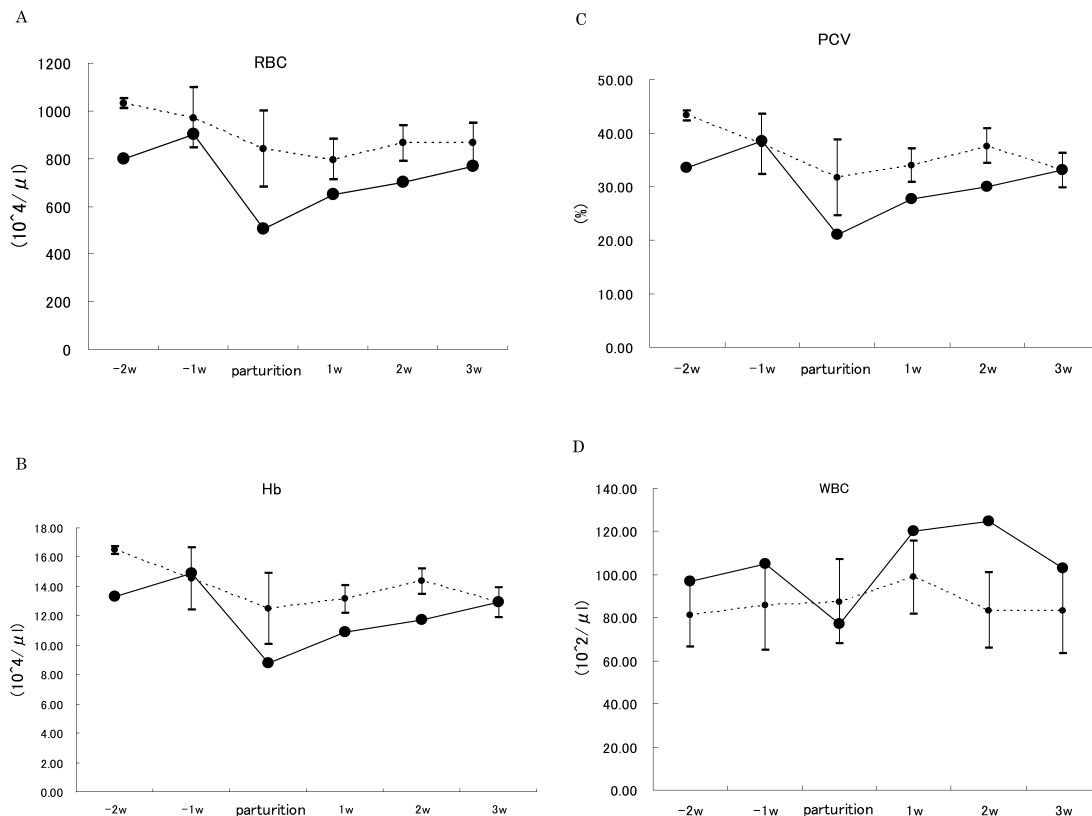 A
RBC
(10^4/μl)
1200
1000
800
600
400
200
0
-2w -1w parturition 1w 2w 3w
C
PCV
(%)
50.00
40.00
30.00
20.00
10.00
0.00
-2w -1w parturition 1w 2w 3w
B
Hb
(10^4/μl)
18.00
16.00
14.00
12.00
10.00
8.00
6.00
4.00
2.00
0.00
-2w -1w parturition 1w 2w 3w
D
WBC
(10^2/μl)
140.00
120.00
100.00
80.00
60.00
40.00
20.00
0.00
-2w -1w parturition 1w 2w 3w